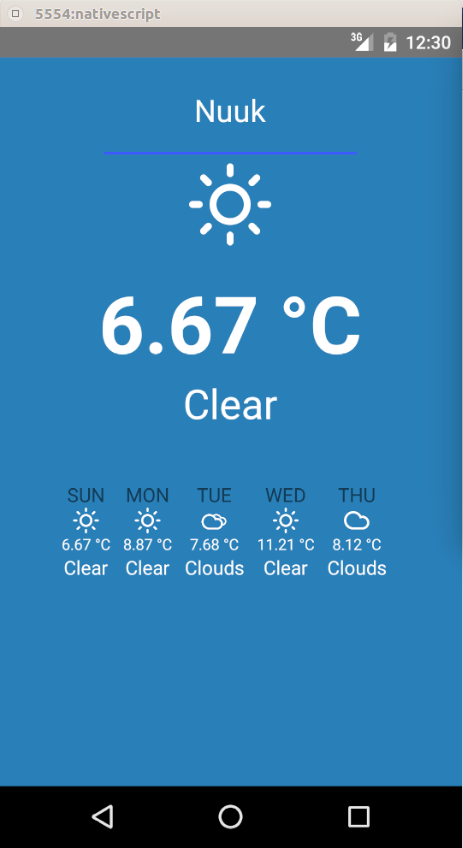 5554:nativescript
3G 12:30
Nuuk
6.67 °C
Clear
SUN MON TUE WED THU
6.67 °C 8.87 °C 7.68 °C 11.21 °C 8.12 °C
Clear Clear Clouds Clear Clouds